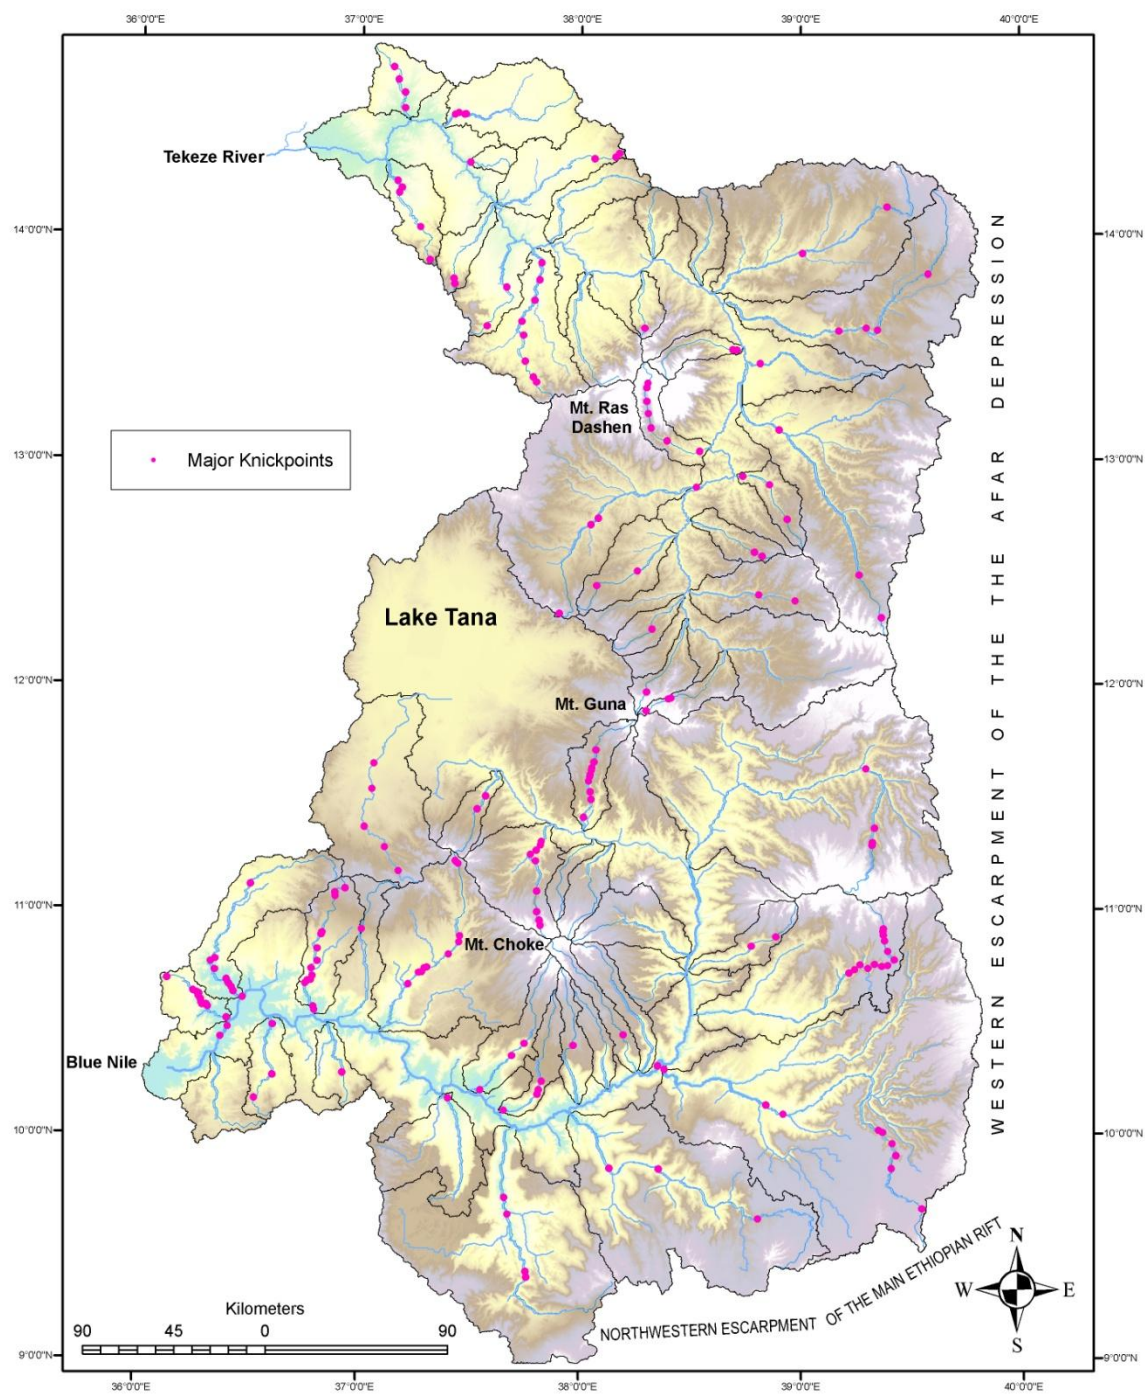 36°0'0"E 37°0'0"E 38°0'0"E 39°0'0"E 40°0'0"E
Tekeze River
14°0'0"N 14°0'0"N
Mt. Ras
Dashen
13°0'0"N 13°0'0"N
Major Knickpoints
Lake Tana
12°0'0"N 12°0'0"N
Mt. Guna
WESTERN ESCARPMENT OF THE AFAR DEPRESSION
11°0'0"N 11°0'0"N
Mt. Choke
Blue Nile
10°0'0"N 10°0'0"N
NORTHWESTERN ESCARPMENT OF THE MAIN ETHIOPIAN RIFT
N
W E
S
Kilometers
90 45 0 90
9°0'0"N 9°0'0"N
36°0'0"E 37°0'0"E 38°0'0"E 39°0'0"E 40°0'0"E